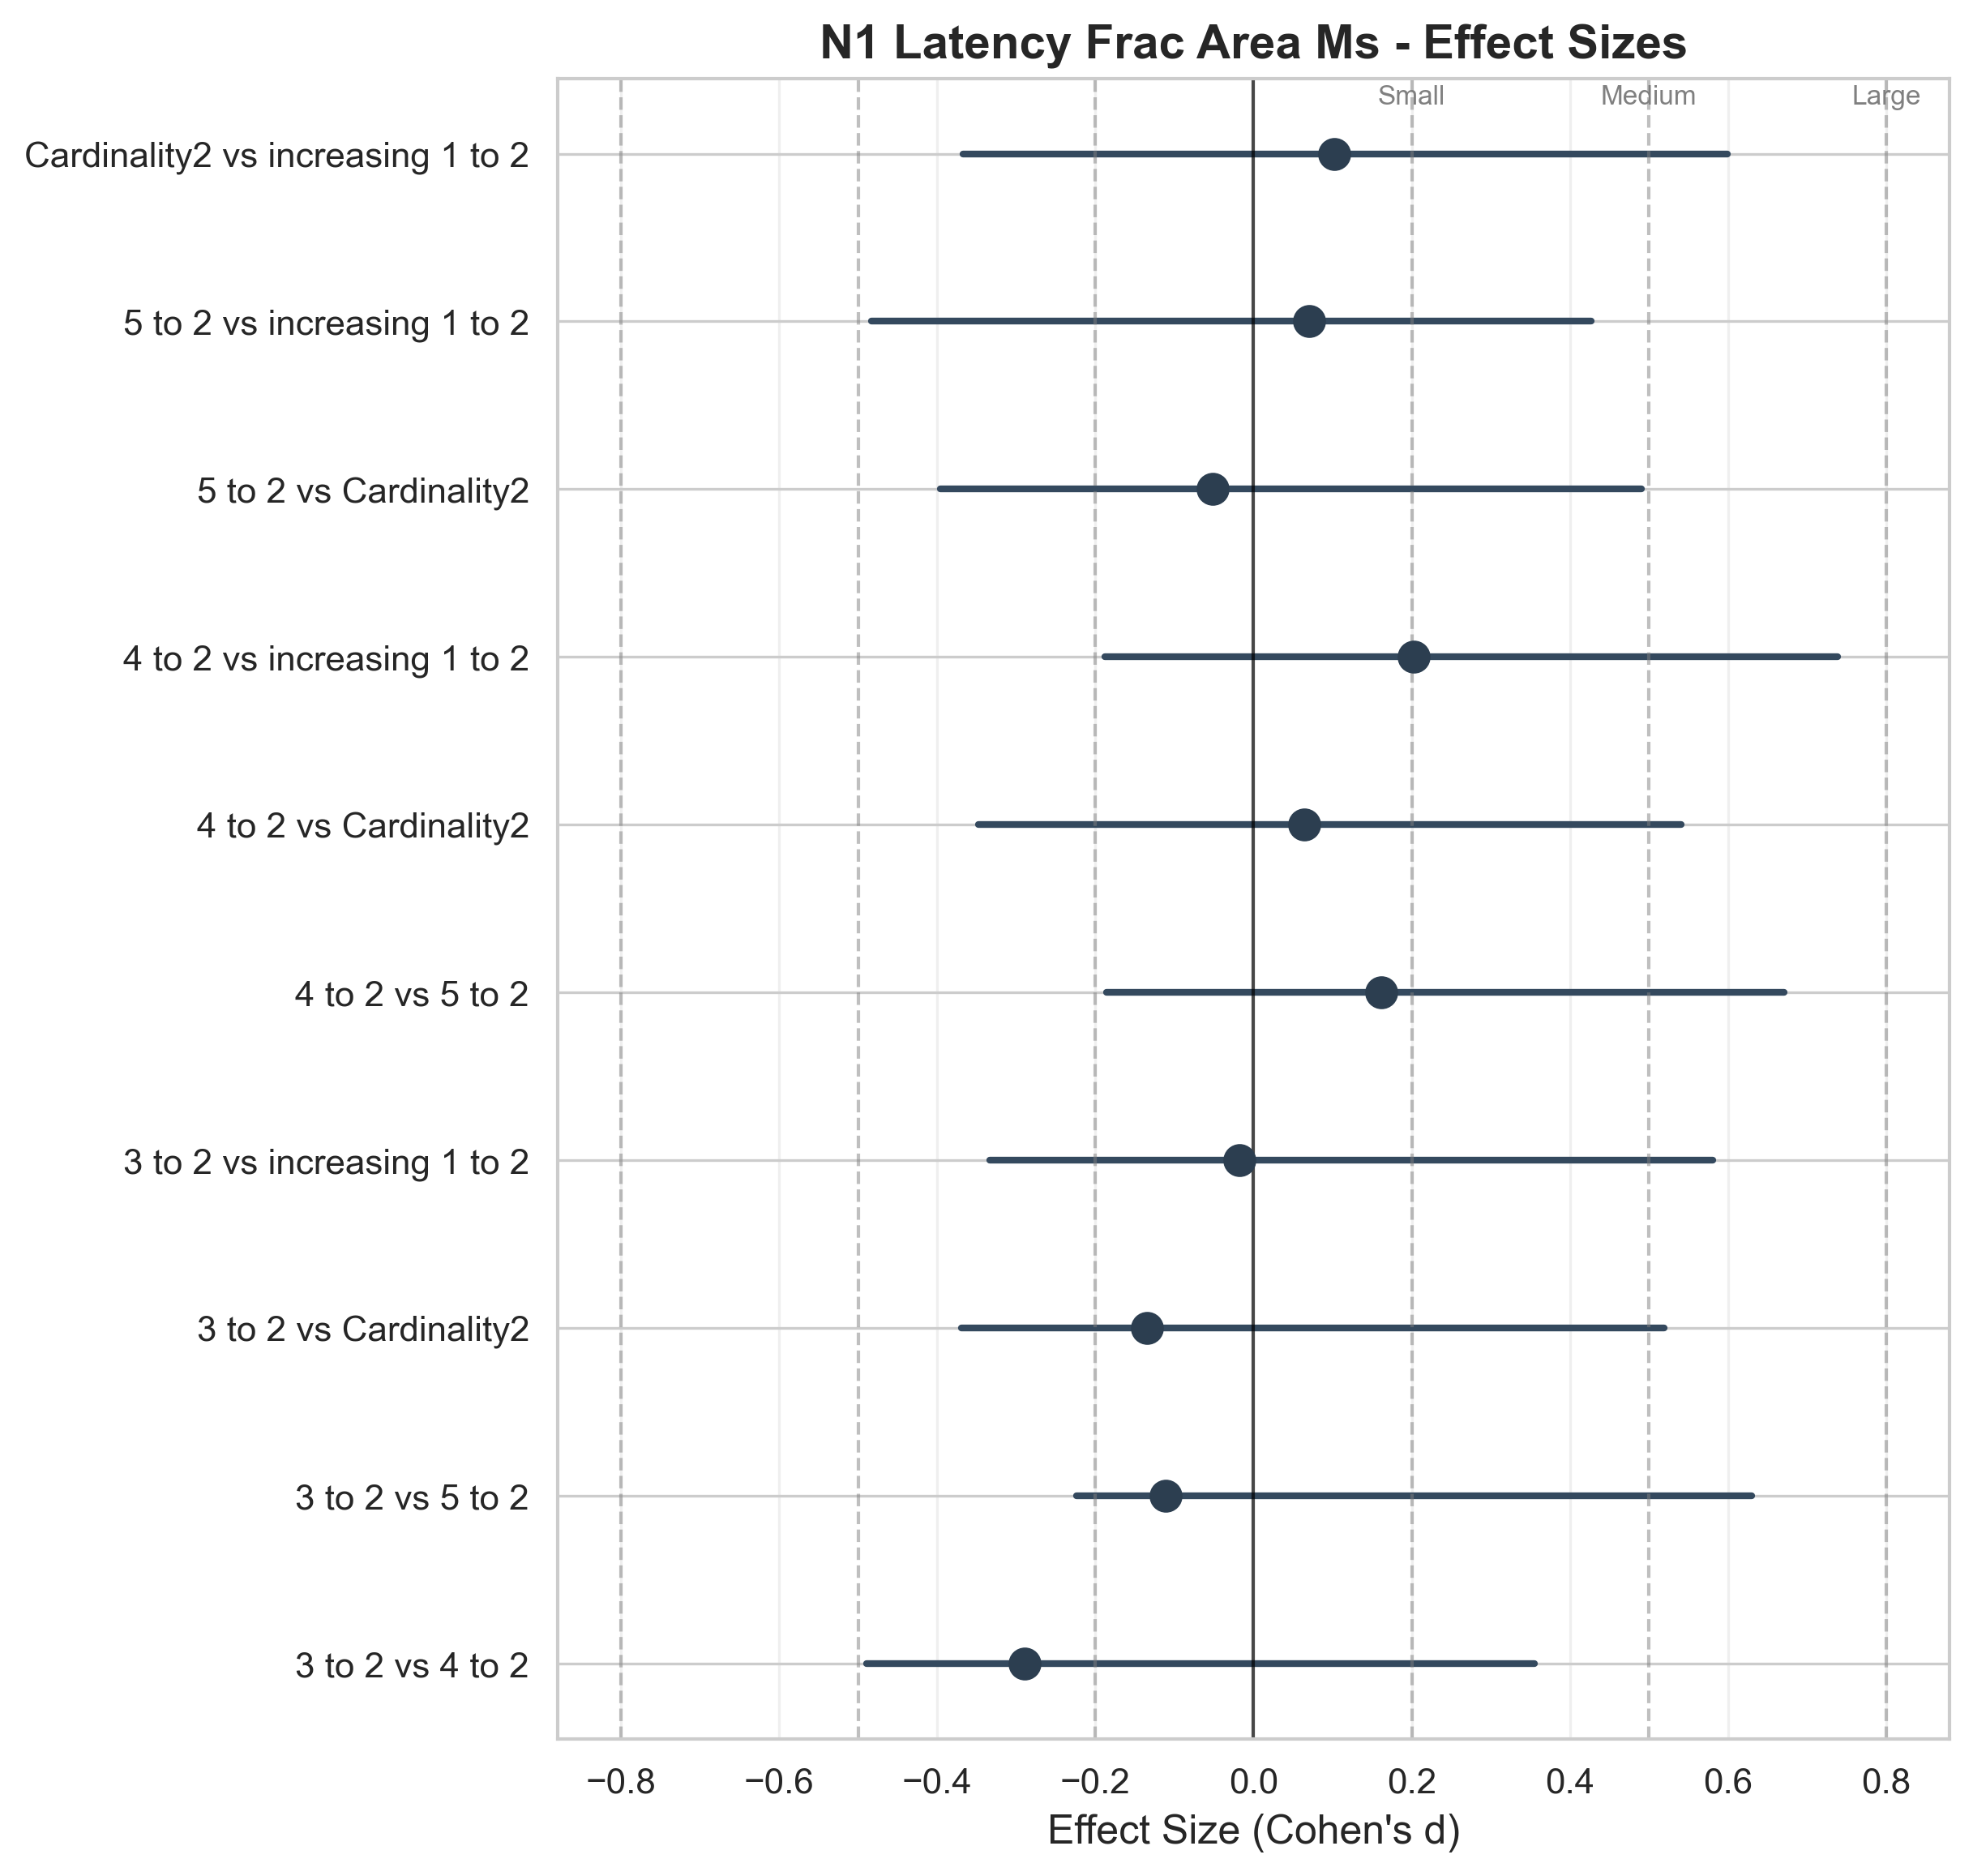 N1 Latency Frac Area Ms - Effect Sizes
Small Medium Large
Cardinality2 vs increasing 1 to 2
5 to 2 vs increasing 1 to 2
5 to 2 vs Cardinality2
4 to 2 vs increasing 1 to 2
4 to 2 vs Cardinality2
4 to 2 vs 5 to 2
3 to 2 vs increasing 1 to 2
3 to 2 vs Cardinality2
3 to 2 vs 5 to 2
3 to 2 vs 4 to 2
−0.8 −0.6 −0.4 −0.2 0.0 0.2 0.4 0.6 0.8
Effect Size (Cohen's d)